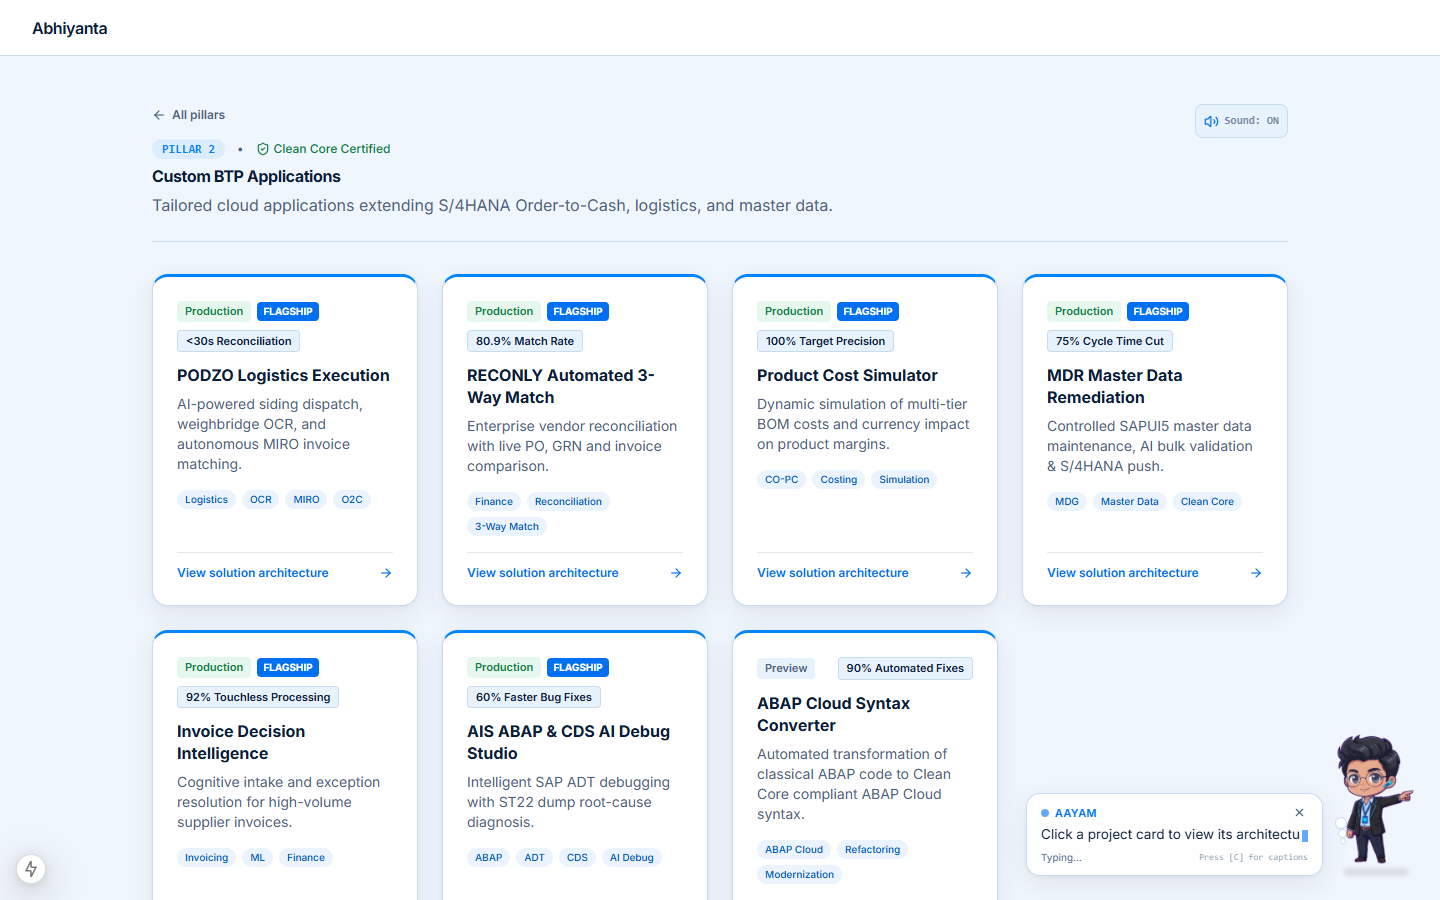 Abhiyanta
All pillars
Sound: ON
PILLAR 2 • Clean Core Certified
Custom BTP Applications
Tailored cloud applications extending S/4HANA Order-to-Cash, logistics, and master data.
Production FLAGSHIP
<30s Reconciliation
PODZO Logistics Execution
AI-powered siding dispatch,
weighbridge OCR, and
autonomous MIRO invoice
matching.
Logistics OCR MIRO O2C
View solution architecture
Production FLAGSHIP
80.9% Match Rate
RECONLY Automated 3-
Way Match
Enterprise vendor reconciliation
with live PO, GRN and invoice
comparison.
Finance Reconciliation
3-Way Match
View solution architecture
Production FLAGSHIP
100% Target Precision
Product Cost Simulator
Dynamic simulation of multi-tier
BOM costs and currency impact
on product margins.
CO-PC Costing Simulation
View solution architecture
Production FLAGSHIP
75% Cycle Time Cut
MDR Master Data
Remediation
Controlled SAPUI5 master data
maintenance, AI bulk validation
& S/4HANA push.
MDG Master Data Clean Core
View solution architecture
Production FLAGSHIP
92% Touchless Processing
Invoice Decision
Intelligence
Cognitive intake and exception
resolution for high-volume
supplier invoices.
Invoicing ML Finance
Production FLAGSHIP
60% Faster Bug Fixes
AIS ABAP & CDS AI Debug
Studio
Intelligent SAP ADT debugging
with ST22 dump root-cause
diagnosis.
ABAP ADT CDS AI Debug
Preview 90% Automated Fixes
ABAP Cloud Syntax
Converter
Automated transformation of
classical ABAP code to Clean
Core compliant ABAP Cloud
syntax.
ABAP Cloud Refactoring
Modernization
AAYAM
Click a project card to view its architectu
Typing... Press [C] for captions